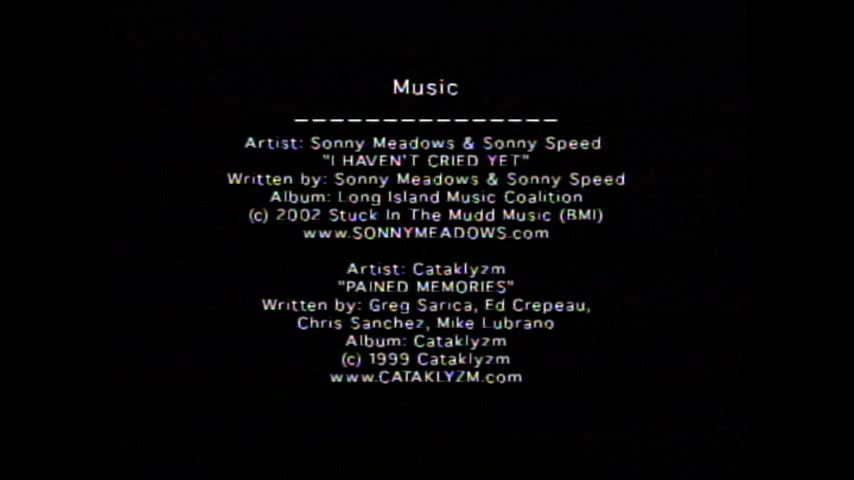 Music
_ _ _ _ _ _ _ _ _ _ _ _ _ _ _
Artist: Sonny Meadows & Sonny Speed
"I HAVEN'T CRIED YET"
Written by: Sonny Meadows & Sonny Speed
Album: Long Island Music Coalition
(c) 2002 Stuck In The Mudd Music (BMI)
www.SONNYMEADOWS.com
Artist: Cataklyzm
"PAINED MEMORIES"
Written by: Greg Sarica, Ed Crepeau,
Chris Sanchez, Mike Lubrano
Album: Cataklyzm
(c) 1999 Cataklyzm
www.CATAKLYZM.com